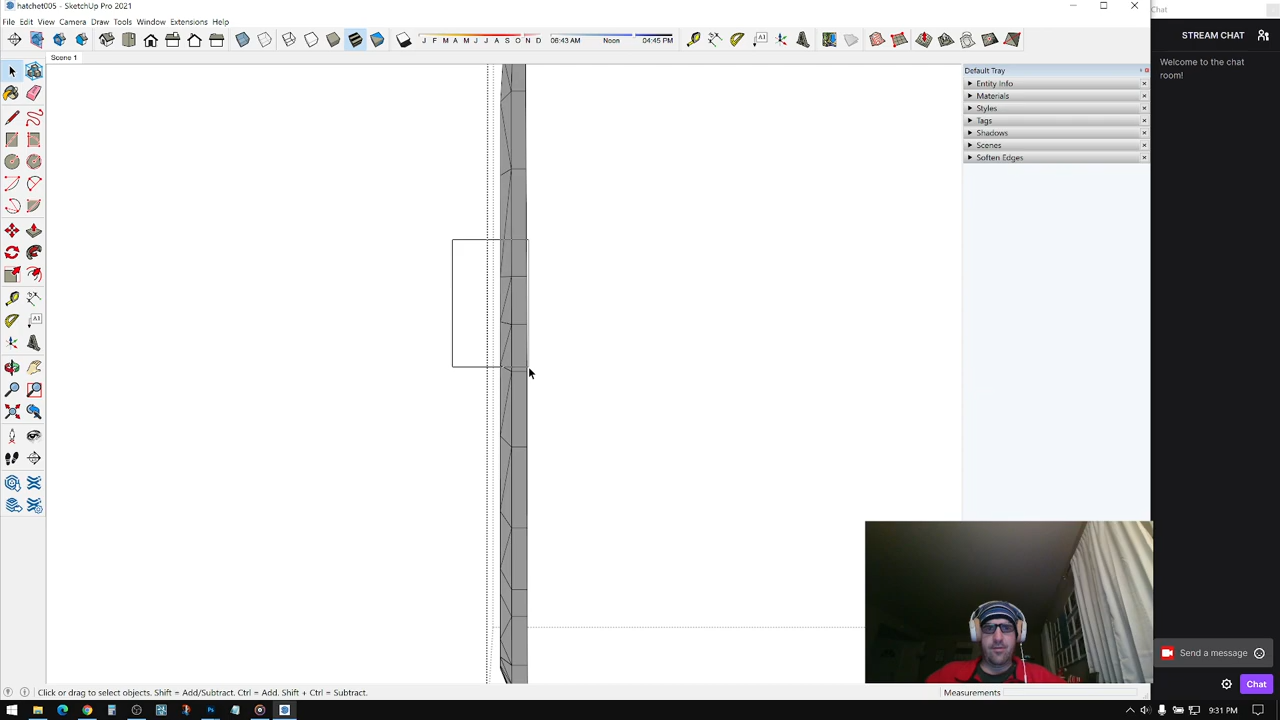 hatchet005 - SketchUp Pro 2021
Chat
File Edit View Camera Draw Tools Window Extensions Help
STREAM CHAT
J F M A M J J A S O N D
06:43 AM Noon 04:45 PM
Scene 1
Welcome to the chat
room!
Default Tray
Entity Info
Materials
Styles
Tags
Shadows
Scenes
Soften Edges
Send a message
Chat
Click or drag to select objects. Shift = Add/Subtract. Ctrl = Add. Shift + Ctrl = Subtract.
Measurements
9:31 PM